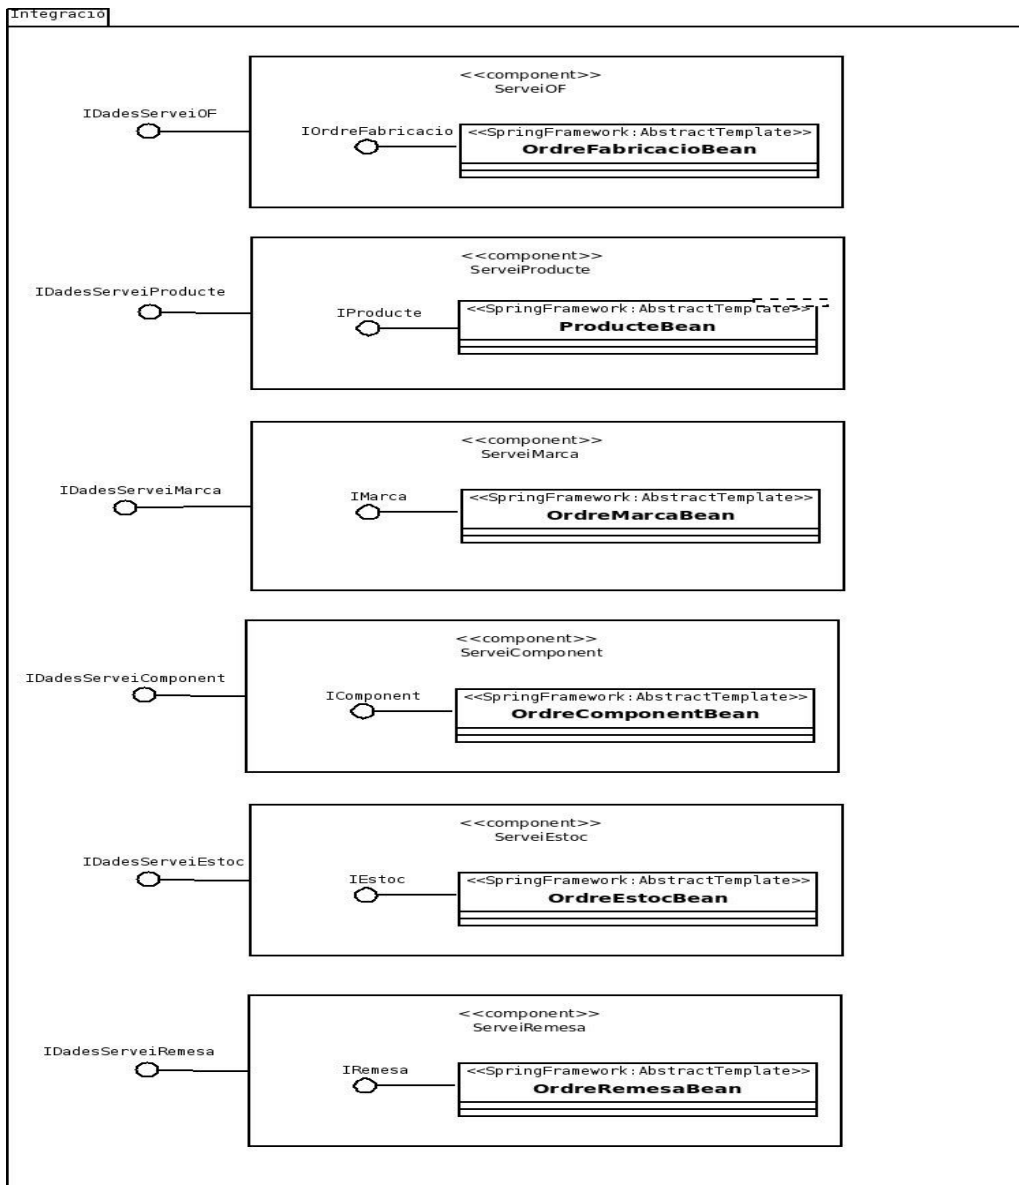 Integració
<<component>>
ServeiOF
IDadesServeiOF
IOrdreFabricacio
<<SpringFramework:AbstractTemplate>>
OrdreFabricacioBean
<<component>>
ServeiProducte
IDadesServeiProducte
IProducte
<<SpringFramework:AbstractTemplate>>
ProducteBean
<<component>>
ServeiMarca
IDadesServeiMarca
IMarca
<<SpringFramework:AbstractTemplate>>
OrdreMarcaBean
<<component>>
ServeiComponent
IDadesServeiComponent
IComponent
<<SpringFramework:AbstractTemplate>>
OrdreComponentBean
<<component>>
ServeiEstoc
IDadesServeiEstoc
IEstoc
<<SpringFramework:AbstractTemplate>>
OrdreEstocBean
<<component>>
ServeiRemesa
IDadesServeiRemesa
IRemesa
<<SpringFramework:AbstractTemplate>>
OrdreRemesaBean